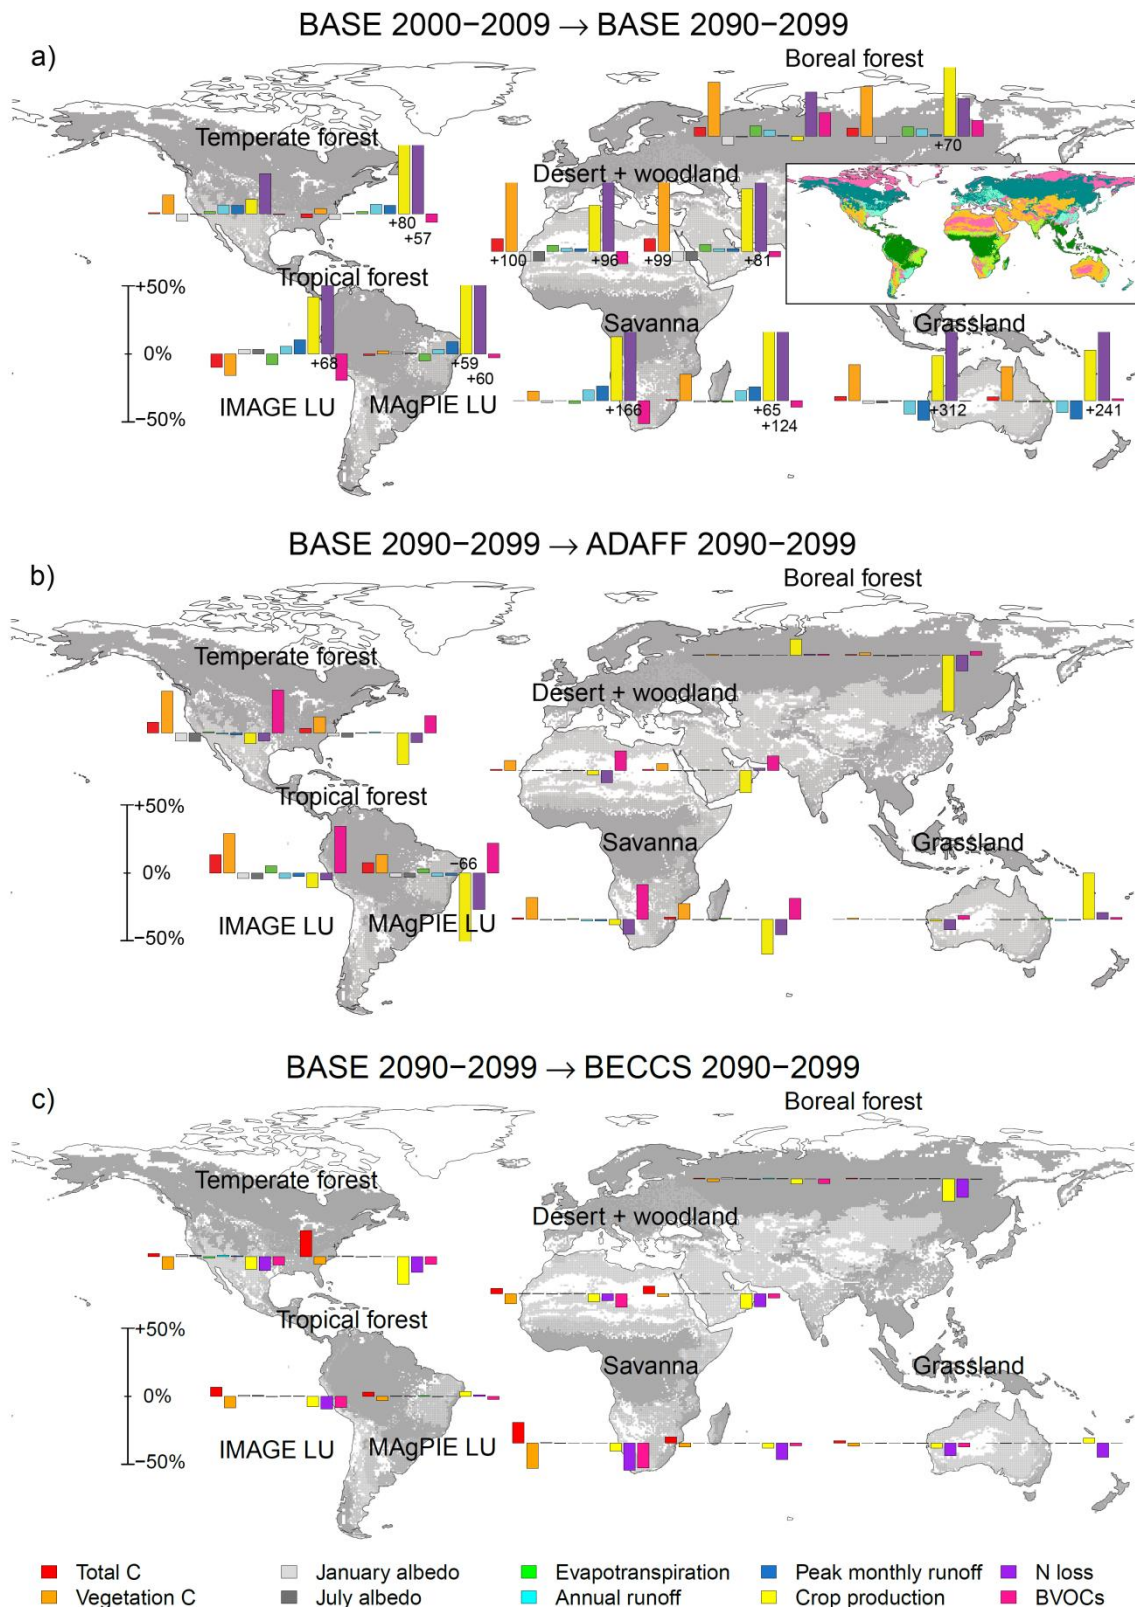 BASE 2000−2009 → BASE 2090−2099
a)
Boreal forest
Temperate forest
Desert + woodland
+70
+80
+57
+100
+96
+99
+81
Tropical forest
+50%
Savanna
Grassland
0%
+68
+59
+60
IMAGE LU
MAgPIE LU
−50%
+166
+65
+124
+312
+241
BASE 2090−2099 → ADAFF 2090−2099
b)
Boreal forest
Temperate forest
Desert + woodland
Tropical forest
+50%
Savanna
Grassland
−66
0%
IMAGE LU
MAgPIE LU
−50%
BASE 2090−2099 → BECCS 2090−2099
c)
Boreal forest
Temperate forest
Desert + woodland
Tropical forest
+50%
Savanna
Grassland
0%
IMAGE LU
MAgPIE LU
−50%
Total C
January albedo
Evapotranspiration
Peak monthly runoff
N loss
Vegetation C
July albedo
Annual runoff
Crop production
BVOCs